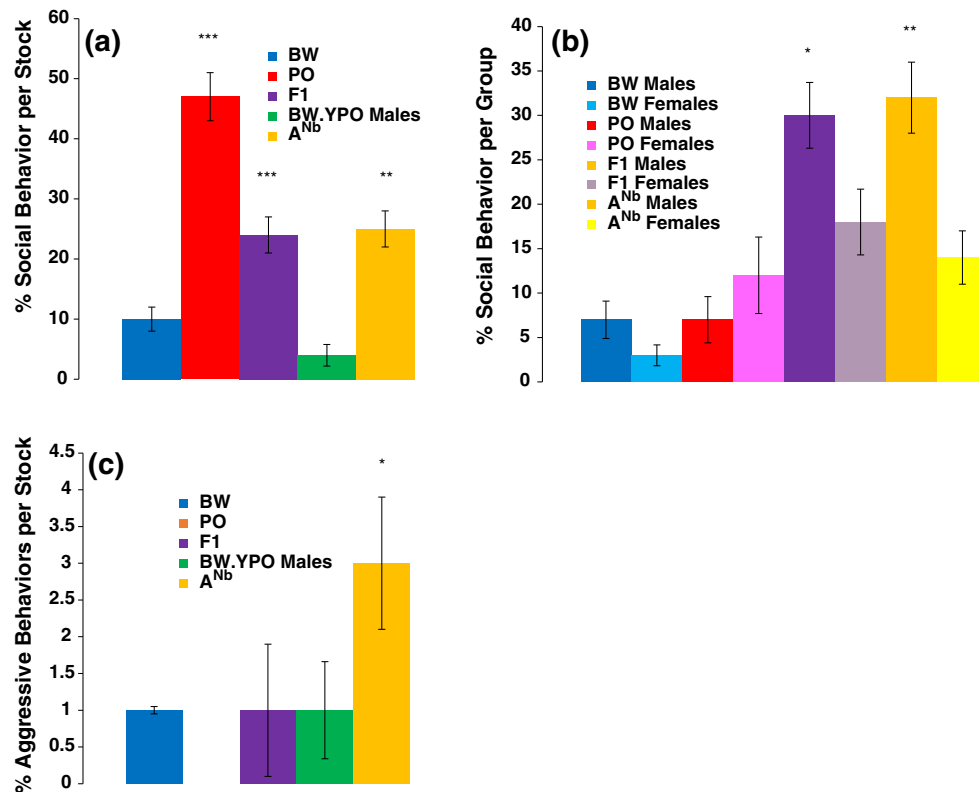 (a)
% Social Behavior per Stock
60
50
40
30
20
10
0
***
***
**
BW
PO
F1
BW.YPO Males
A^Nb
(b)
% Social Behavior per Group
40
35
30
25
20
15
10
5
0
*
**
BW Males
BW Females
PO Males
PO Females
F1 Males
F1 Females
A^Nb Males
A^Nb Females
(c)
% Aggressive Behaviors per Stock
4.5
4
3.5
3
2.5
2
1.5
1
0.5
0
*
BW
PO
F1
BW.YPO Males
A^Nb